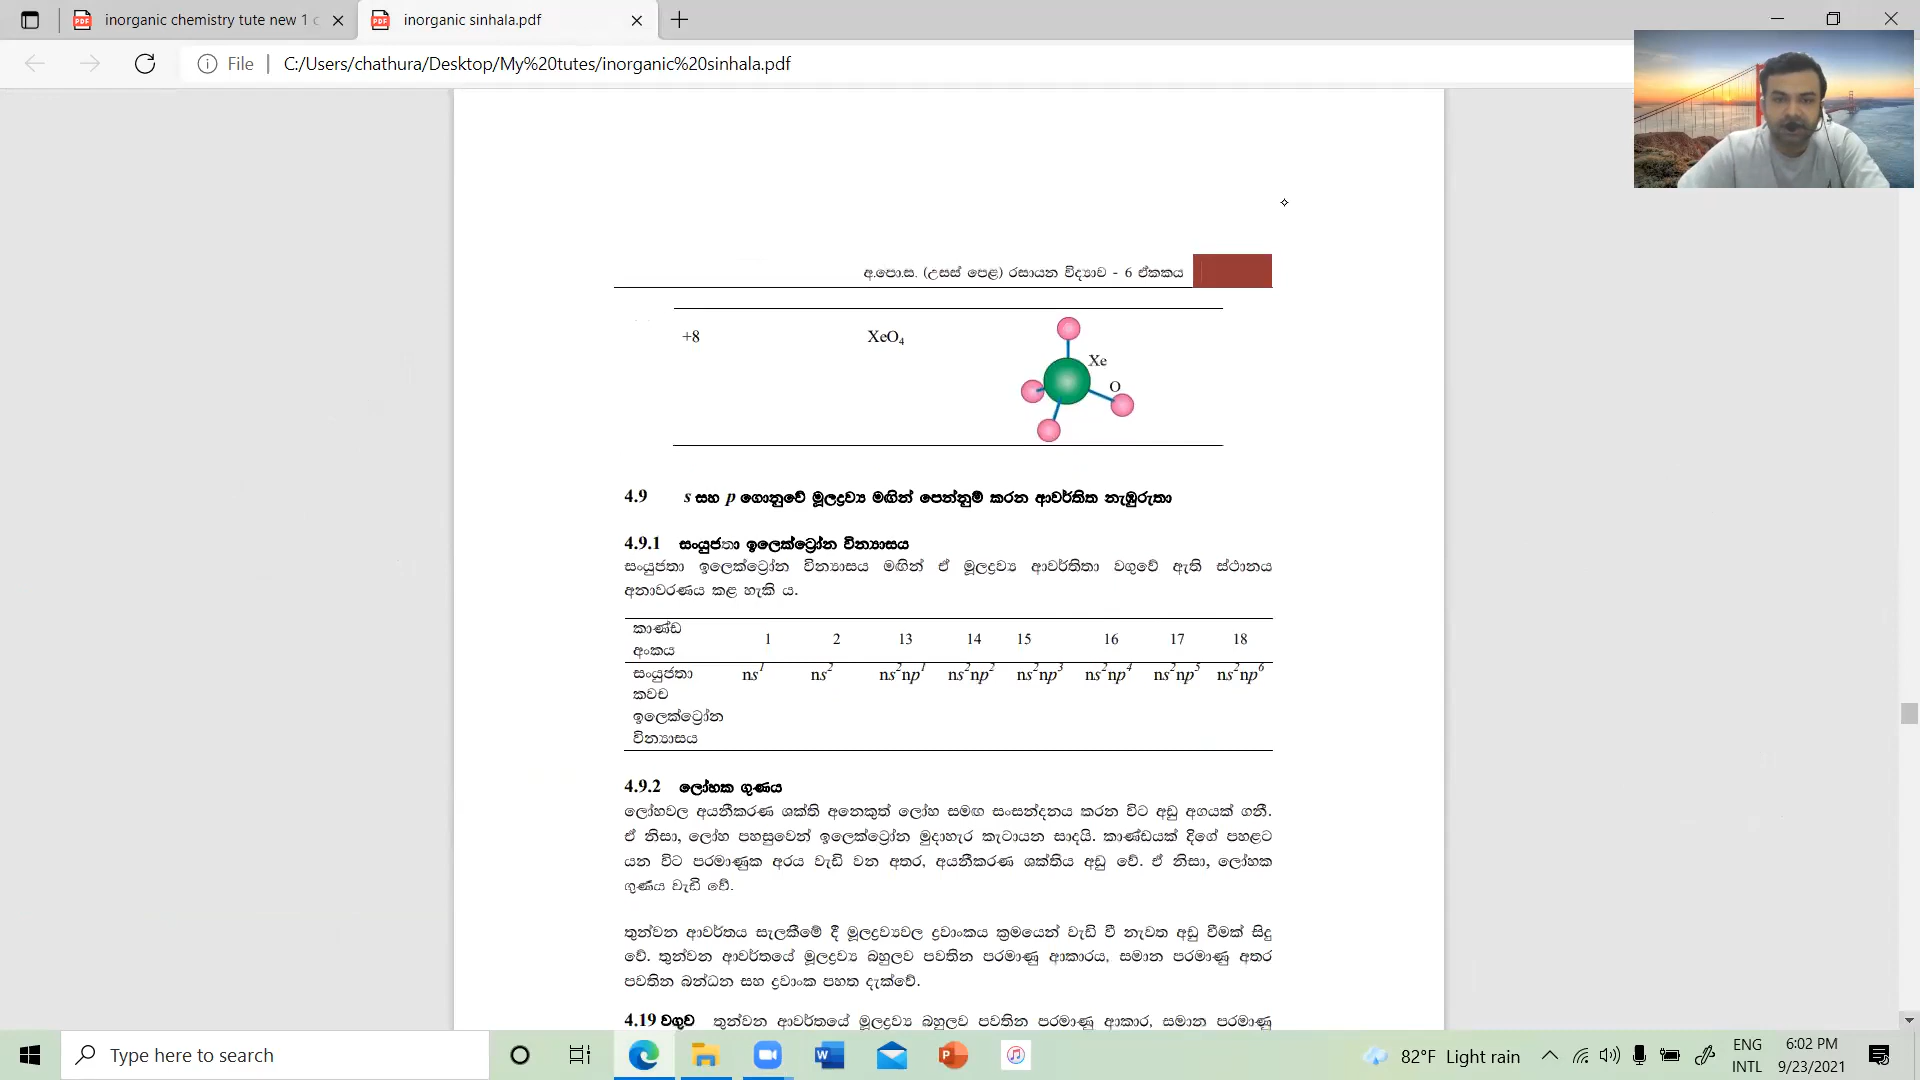 inorganic chemistry tute new 1 c
inorganic sinhala.pdf
File
C:/Users/chathura/Desktop/My%20tutes/inorganic%20sinhala.pdf
අ.පො.ස. (උසස් පෙළ) රසායන විද්‍යාව - 6 ඒකකය
+8 XeO4
Xe
O
4.9 s සහ p ගොනුවේ මූලද්‍රව්‍ය මඟින් පෙන්නුම් කරන ආවර්තිත නැඹුරුතා
4.9.1 සංයුජතා ඉලෙක්ට්‍රෝන වින්‍යාසය
සංයුජතා ඉලෙක්ට්‍රෝන වින්‍යාසය මඟින් ඒ මූලද්‍රව්‍ය ආවර්තිතා වගුවේ ඇති ස්ථානය
අනාවරණය කළ හැකි ය.
කාණ්ඩ
අංකය
1 2 13 14 15 16 17 18
සංයුජතා
කවච
ඉලෙක්ට්‍රෝන
වින්‍යාසය
ns1 ns2 ns2np1 ns2np2 ns2np3 ns2np4 ns2np5 ns2np6
4.9.2 ලෝහක ගුණය
ලෝහවල අයනීකරණ ශක්ති අනෙකුත් ලෝහ සමඟ සංසන්දනය කරන විට අඩු අගයක් ගනී.
ඒ නිසා, ලෝහ පහසුවෙන් ඉලෙක්ට්‍රෝන මුදාහැර කැටායන සාදයි. කාණ්ඩයක් දිගේ පහළට
යන විට පරමාණුක අරය වැඩි වන අතර, අයනීකරණ ශක්තිය අඩු වේ. ඒ නිසා, ලෝහක
ගුණය වැඩි වේ.
තුන්වන ආවර්තය සැලකීමේ දී මූලද්‍රව්‍යවල ද්‍රවාංකය ක්‍රමයෙන් වැඩි වී නැවත අඩු වීමක් සිදු
වේ. තුන්වන ආවර්තයේ මූලද්‍රව්‍ය බහුලව පවතින පරමාණු ආකාරය, සමාන පරමාණු අතර
පවතින බන්ධන සහ ද්‍රවාංක පහත දැක්වේ.
4.19 වගුව තුන්වන ආවර්තයේ මූලද්‍රව්‍ය බහුලව පවතින පරමාණු ආකාර, සමාන පරමාණු
Type here to search
82°F Light rain
ENG
INTL
6:02 PM
9/23/2021